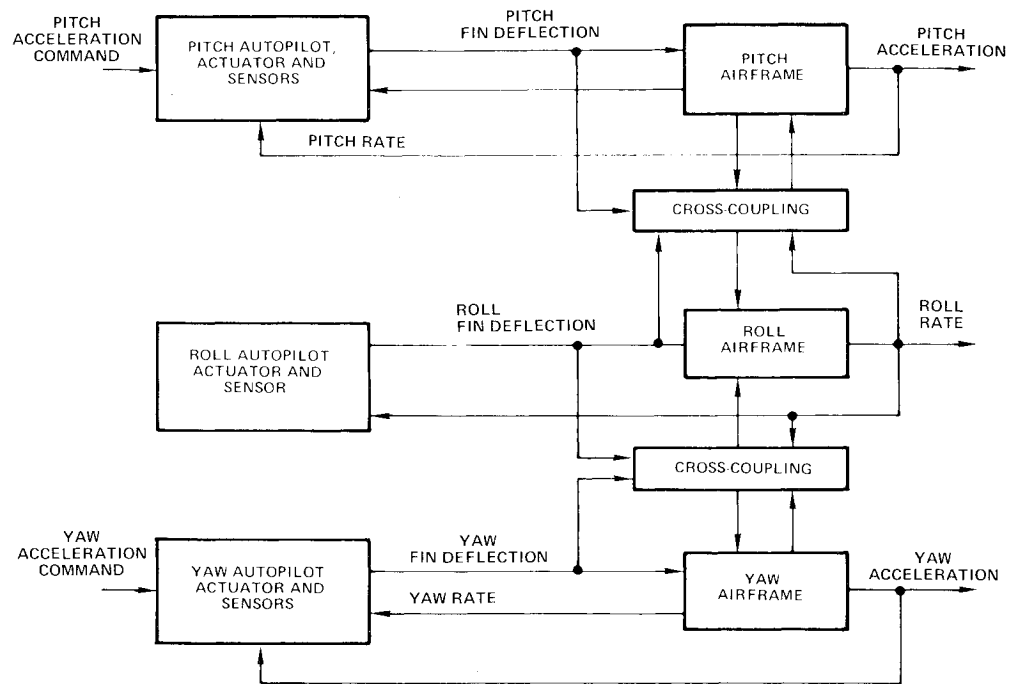 PITCH
ACCELERATION
COMMAND
PITCH AUTOPILOT,
ACTUATOR AND
SENSORS
PITCH
FIN DEFLECTION
PITCH
AIRFRAME
PITCH
ACCELERATION
PITCH RATE
CROSS-COUPLING
ROLL AUTOPILOT
ACTUATOR AND
SENSOR
ROLL
FIN DEFLECTION
ROLL
AIRFRAME
ROLL
RATE
CROSS-COUPLING
YAW
ACCELERATION
COMMAND
YAW AUTOPILOT
ACTUATOR AND
SENSORS
YAW
FIN DEFLECTION
YAW RATE
YAW
AIRFRAME
YAW
ACCELERATION